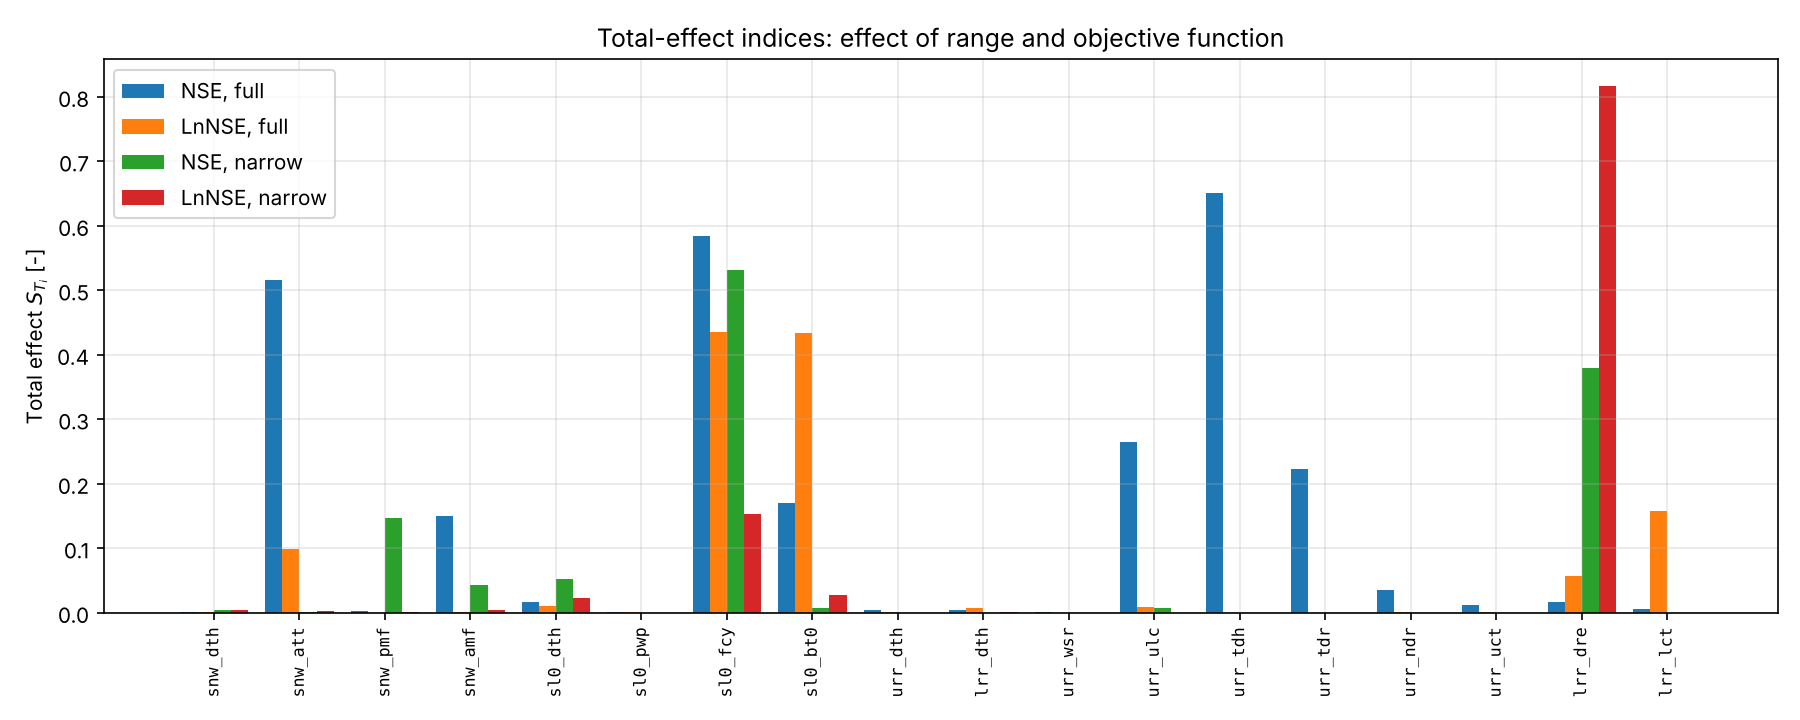 Total-effect indices: effect of range and objective function
NSE, full
LnNSE, full
NSE, narrow
LnNSE, narrow
Total effect S_{T_i} [-]
0.8
0.7
0.6
0.5
0.4
0.3
0.2
0.1
0.0
snw_dth
snw_att
snw_pmf
snw_amf
sl0_dth
sl0_pwp
sl0_fcy
sl0_bt0
urr_dth
lrr_dth
urr_wsr
urr_ulc
urr_tdh
urr_tdr
urr_ndr
urr_uct
lrr_dre
lrr_lct